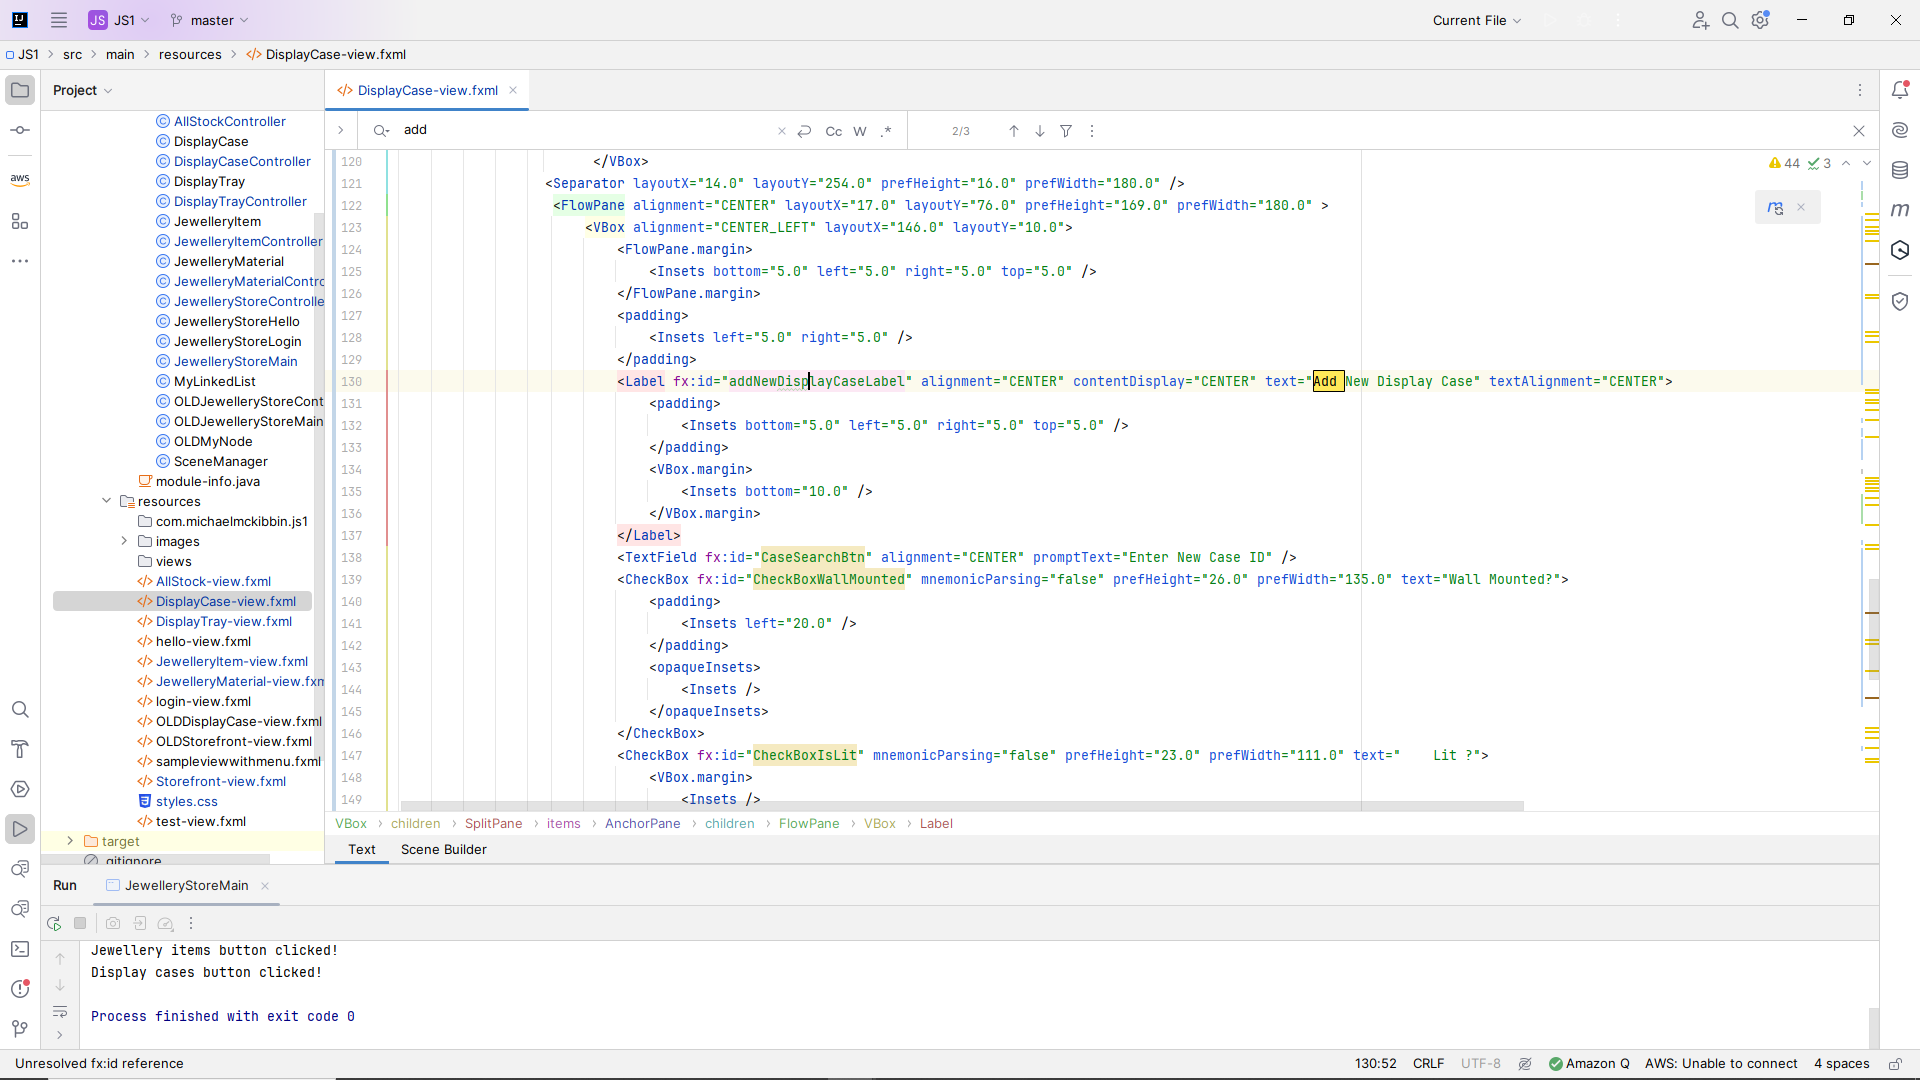 JS JS1 master Current File
JS1 > src > main > resources > DisplayCase-view.fxml
Project
DisplayCase-view.fxml
add
Cc W .*
2/3
AllStockController
DisplayCase
DisplayCaseController
DisplayTray
DisplayTrayController
JewelleryItem
JewelleryItemController
JewelleryMaterial
JewelleryMaterialContro
JewelleryStoreControlle
JewelleryStoreHello
JewelleryStoreLogin
JewelleryStoreMain
MyLinkedList
OLDJewelleryStoreCont
OLDJewelleryStoreMain
OLDMyNode
SceneManager
module-info.java
resources
com.michaelmckibbin.js1
images
views
AllStock-view.fxml
DisplayCase-view.fxml
DisplayTray-view.fxml
hello-view.fxml
JewelleryItem-view.fxml
JewelleryMaterial-view.fxm
login-view.fxml
OLDDisplayCase-view.fxml
OLDStorefront-view.fxml
sampleviewwithmenu.fxml
Storefront-view.fxml
styles.css
test-view.fxml
target
.gitignore
44 3
120 </VBox>
121 <Separator layoutX="14.0" layoutY="254.0" prefHeight="16.0" prefWidth="180.0" />
122 <FlowPane alignment="CENTER" layoutX="17.0" layoutY="76.0" prefHeight="169.0" prefWidth="180.0" >
123 <VBox alignment="CENTER_LEFT" layoutX="146.0" layoutY="10.0">
124 <FlowPane.margin>
125 <Insets bottom="5.0" left="5.0" right="5.0" top="5.0" />
126 </FlowPane.margin>
127 <padding>
128 <Insets left="5.0" right="5.0" />
129 </padding>
130 <Label fx:id="addNewDisplayCaseLabel" alignment="CENTER" contentDisplay="CENTER" text="Add New Display Case" textAlignment="CENTER">
131 <padding>
132 <Insets bottom="5.0" left="5.0" right="5.0" top="5.0" />
133 </padding>
134 <VBox.margin>
135 <Insets bottom="10.0" />
136 </VBox.margin>
137 </Label>
138 <TextField fx:id="CaseSearchBtn" alignment="CENTER" promptText="Enter New Case ID" />
139 <CheckBox fx:id="CheckBoxWallMounted" mnemonicParsing="false" prefHeight="26.0" prefWidth="135.0" text="Wall Mounted?">
140 <padding>
141 <Insets left="20.0" />
142 </padding>
143 <opaqueInsets>
144 <Insets />
145 </opaqueInsets>
146 </CheckBox>
147 <CheckBox fx:id="CheckBoxIsLit" mnemonicParsing="false" prefHeight="23.0" prefWidth="111.0" text="    Lit ?">
148 <VBox.margin>
149 <Insets />
VBox > children > SplitPane > items > AnchorPane > children > FlowPane > VBox > Label
Text Scene Builder
Run JewelleryStoreMain
Jewellery items button clicked!
Display cases button clicked!
Process finished with exit code 0
Unresolved fx:id reference
130:52 CRLF UTF-8 Amazon Q AWS: Unable to connect 4 spaces
aws
m